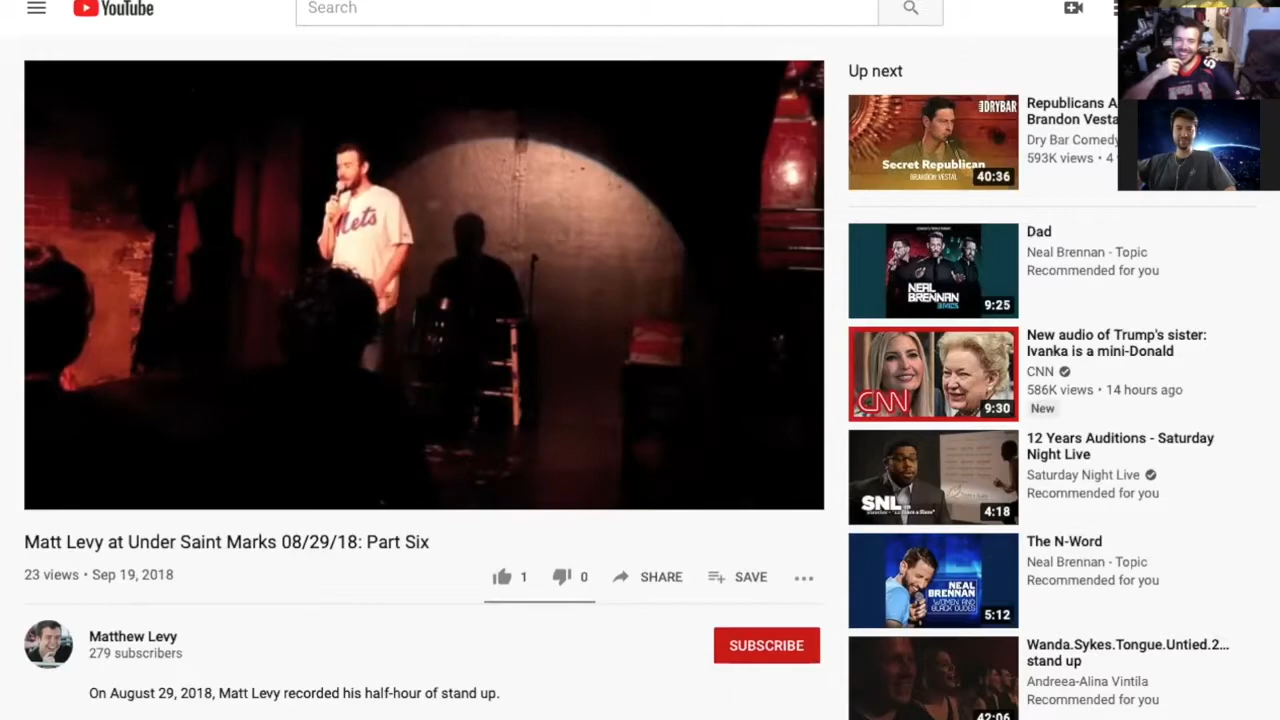 YouTube
Search
Mets
Up next
DRYBAR
Secret Republican
BRANDON VESTAL
40:36
Republicans A
Brandon Vesta
Dry Bar Comedy
593K views • 4
NEAL
BRENNAN
3 MICS
9:25
Dad
Neal Brennan - Topic
Recommended for you
CNN
9:30
New audio of Trump's sister:
Ivanka is a mini-Donald
CNN
586K views • 14 hours ago
New
SNL
4:18
12 Years Auditions - Saturday
Night Live
Saturday Night Live
Recommended for you
NEAL
BRENNAN
WOMEN AND
BLACK DUDES
5:12
The N-Word
Neal Brennan - Topic
Recommended for you
42:06
Wanda.Sykes.Tongue.Untied.2...
stand up
Andreea-Alina Vintila
Recommended for you
Matt Levy at Under Saint Marks 08/29/18: Part Six
23 views • Sep 19, 2018
1
0
SHARE
SAVE
Matthew Levy
279 subscribers
SUBSCRIBE
On August 29, 2018, Matt Levy recorded his half-hour of stand up.